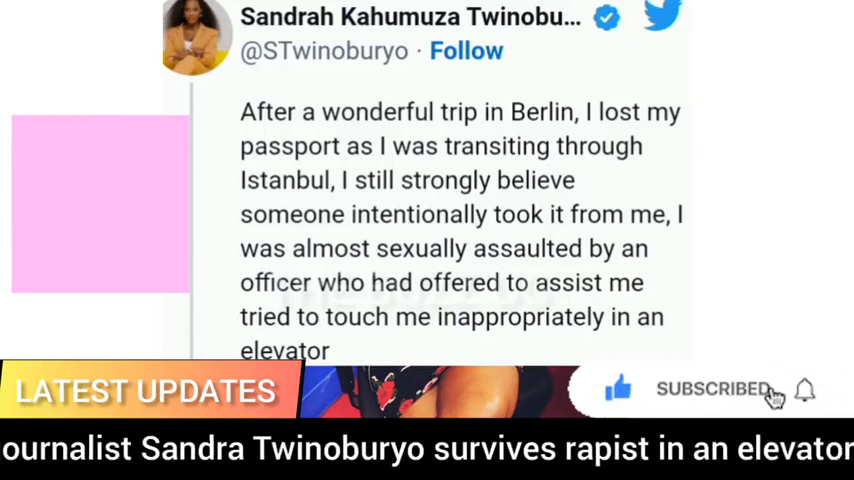 Sandrah Kahumuza Twinobu...
@STwinoburyo · Follow
After a wonderful trip in Berlin, I lost my
passport as I was transiting through
Istanbul, I still strongly believe
someone intentionally took it from me, I
was almost sexually assaulted by an
officer who had offered to assist me
tried to touch me inappropriately in an
elevator
LATEST UPDATES
SUBSCRIBED
journalist Sandra Twinoburyo survives rapist in an elevator